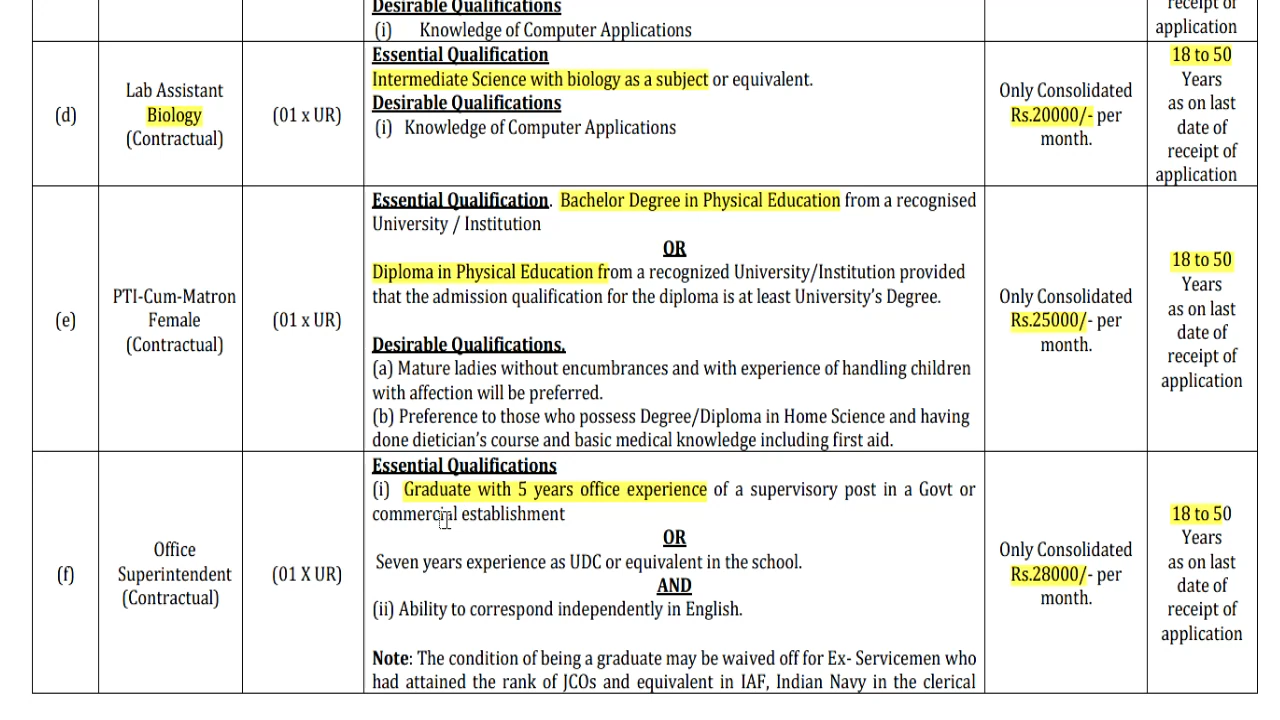 Desirable Qualifications
(i) Knowledge of Computer Applications
receipt of
application
(d)
Lab Assistant
Biology
(Contractual)
(01 x UR)
Essential Qualification
Intermediate Science with biology as a subject or equivalent.
Desirable Qualifications
(i) Knowledge of Computer Applications
Only Consolidated
Rs.20000/- per
month.
18 to 50
Years
as on last
date of
receipt of
application
(e)
PTI-Cum-Matron
Female
(Contractual)
(01 x UR)
Essential Qualification. Bachelor Degree in Physical Education from a recognised
University / Institution
OR
Diploma in Physical Education from a recognized University/Institution provided
that the admission qualification for the diploma is at least University's Degree.
Desirable Qualifications.
(a) Mature ladies without encumbrances and with experience of handling children
with affection will be preferred.
(b) Preference to those who possess Degree/Diploma in Home Science and having
done dietician's course and basic medical knowledge including first aid.
Only Consolidated
Rs.25000/- per
month.
18 to 50
Years
as on last
date of
receipt of
application
(f)
Office
Superintendent
(Contractual)
(01 X UR)
Essential Qualifications
(i) Graduate with 5 years office experience of a supervisory post in a Govt or
commercial establishment
OR
Seven years experience as UDC or equivalent in the school.
AND
(ii) Ability to correspond independently in English.
Note: The condition of being a graduate may be waived off for Ex- Servicemen who
had attained the rank of JCOs and equivalent in IAF, Indian Navy in the clerical
Only Consolidated
Rs.28000/- per
month.
18 to 50
Years
as on last
date of
receipt of
application